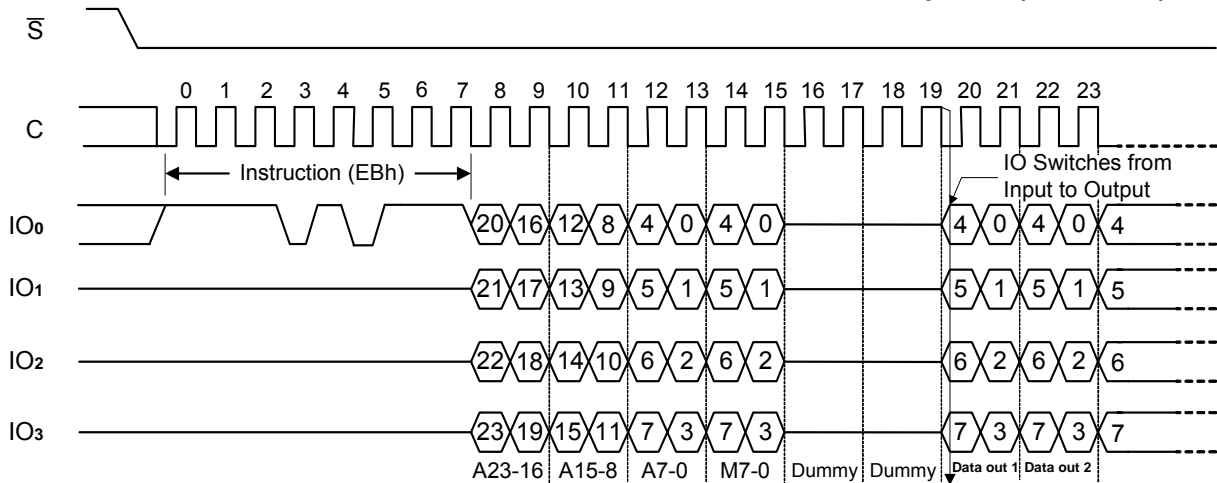 S
0 1 2 3 4 5 6 7 8 9 10 11 12 13 14 15 16 17 18 19 20 21 22 23
C
Instruction (EBh)
IO Switches from
Input to Output
IO0 20 16 12 8 4 0 4 0 4 0 4 0 4
IO1 21 17 13 9 5 1 5 1 5 1 5 1 5
IO2 22 18 14 10 6 2 6 2 6 2 6 2 6
IO3 23 19 15 11 7 3 7 3 7 3 7 3 7
A23-16 A15-8 A7-0 M7-0 Dummy Dummy Data out 1 Data out 2